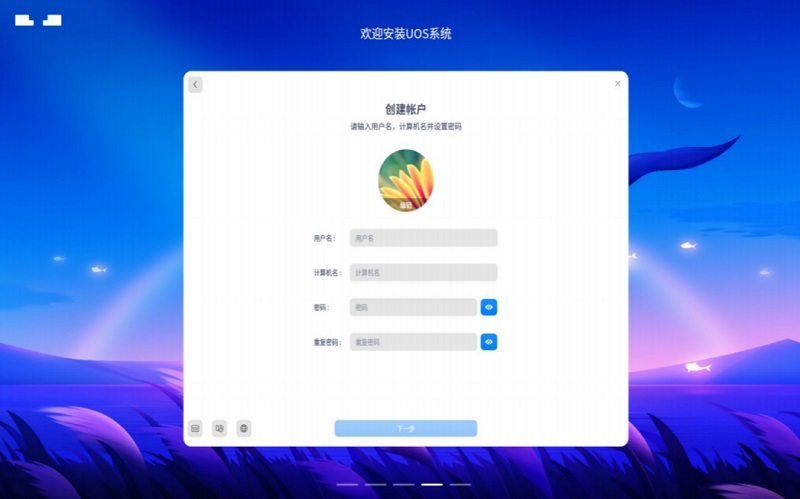 欢迎安装UOS系统
创建帐户
请输入用户名，计算机名并设置密码
编辑
用户名： 用户名
计算机名： 计算机名
密码： 密码
重复密码： 重复密码
下一步